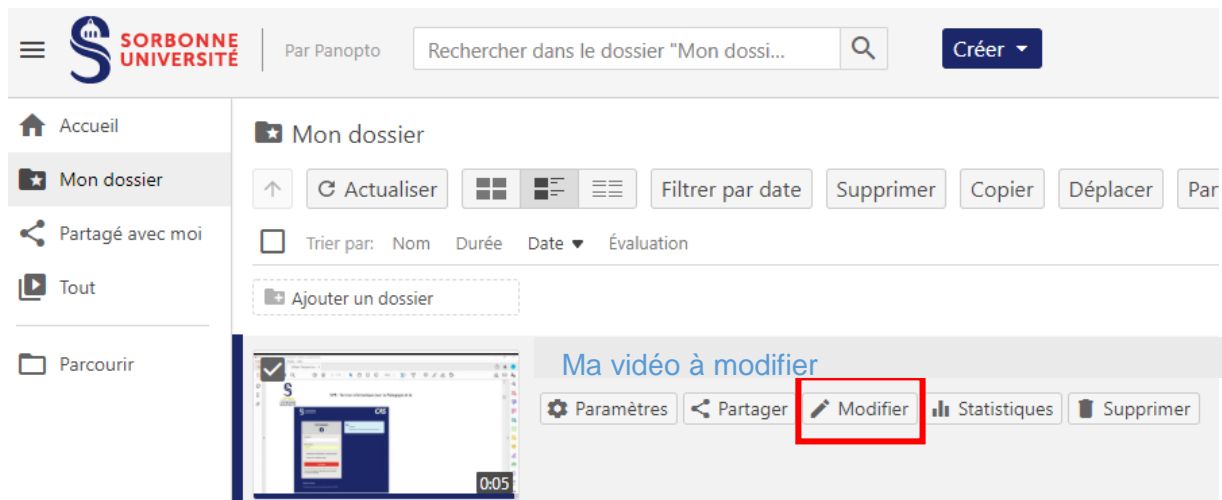 SORBONNE
UNIVERSITÉ
Par Panopto
Rechercher dans le dossier "Mon dossi...
Créer
Accueil
Mon dossier
Partagé avec moi
Tout
Parcourir
Mon dossier
Actualiser
Filtrer par date
Supprimer
Copier
Déplacer
Par
Trier par: Nom Durée Date Évaluation
Ajouter un dossier
Ma vidéo à modifier
Paramètres Partager Modifier Statistiques Supprimer
0:05